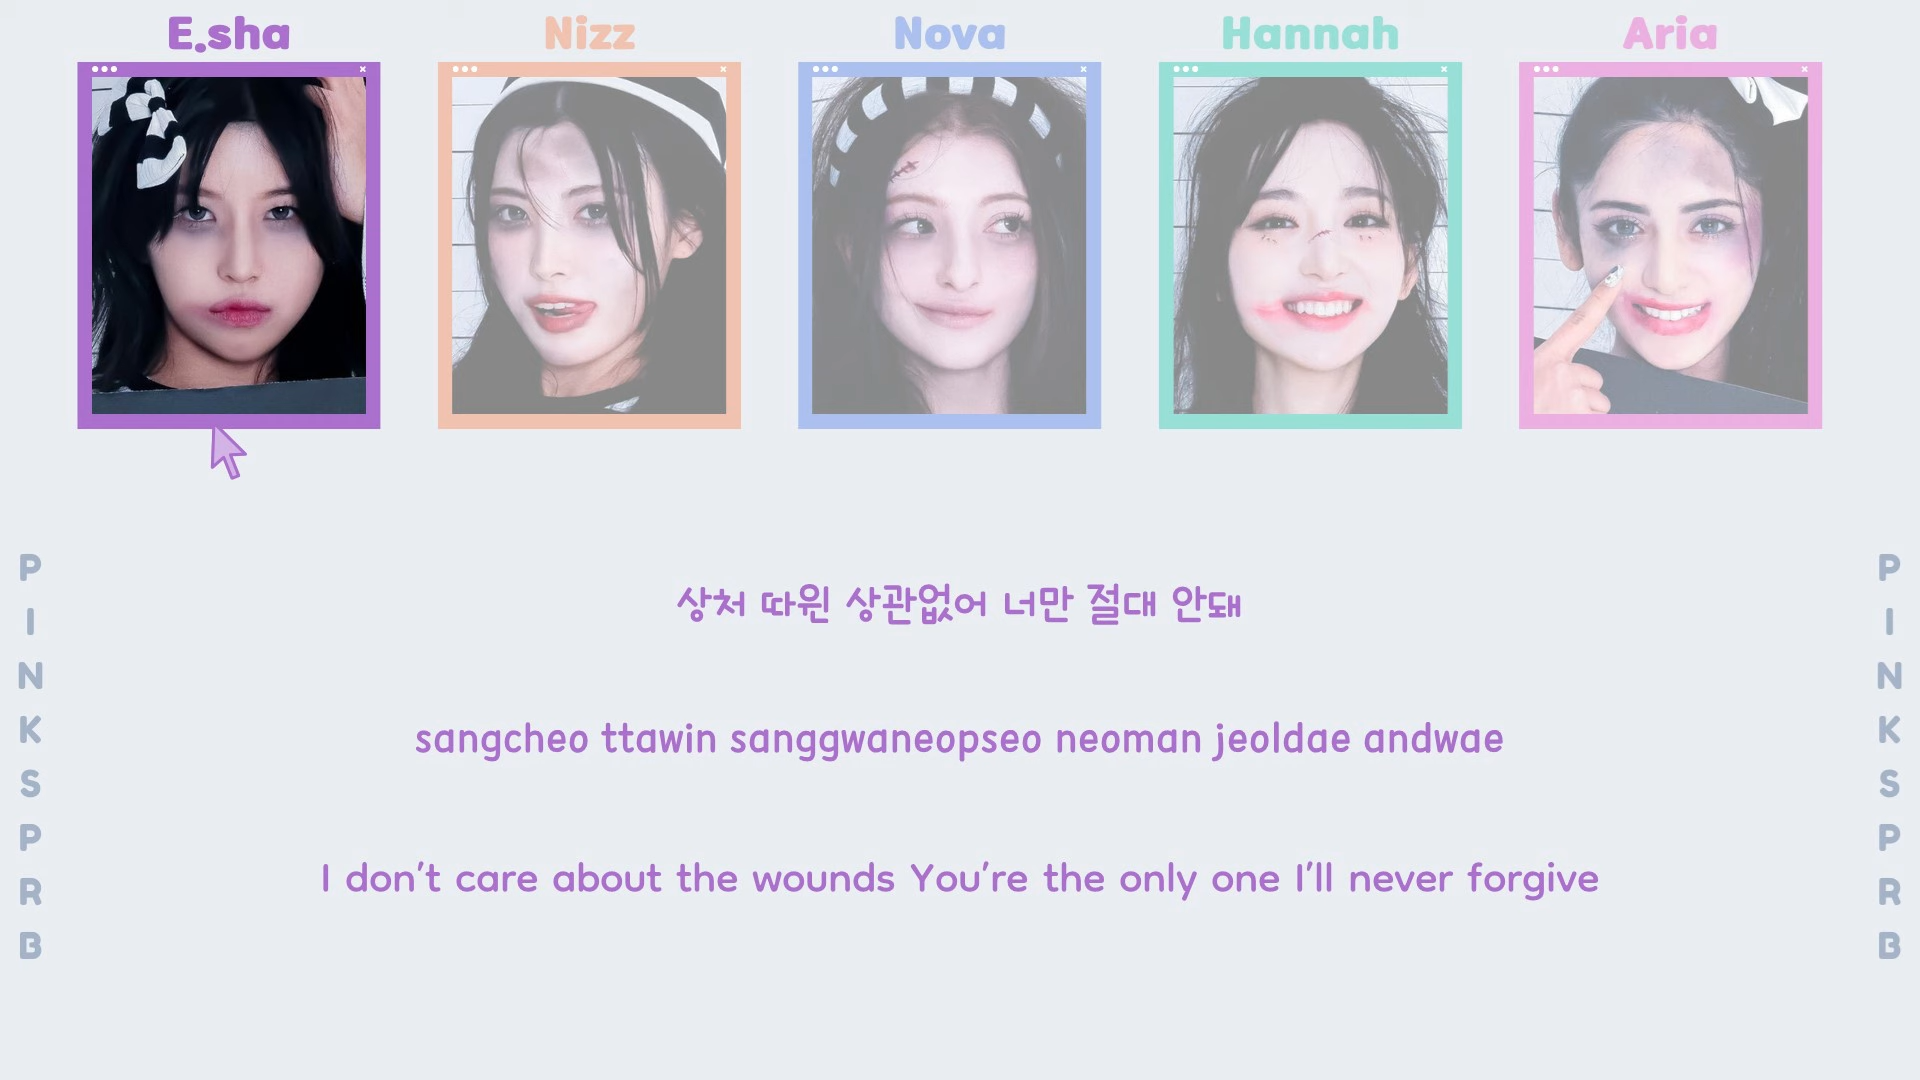 E.sha
Nizz
Nova
Hannah
Aria
상처 따윈 상관없어 너만 절대 안돼
sangcheo ttawin sanggwaneopseo neoman jeoldae andwae
I don't care about the wounds You're the only one I'll never forgive
PINKSPRB
PINKSPRB